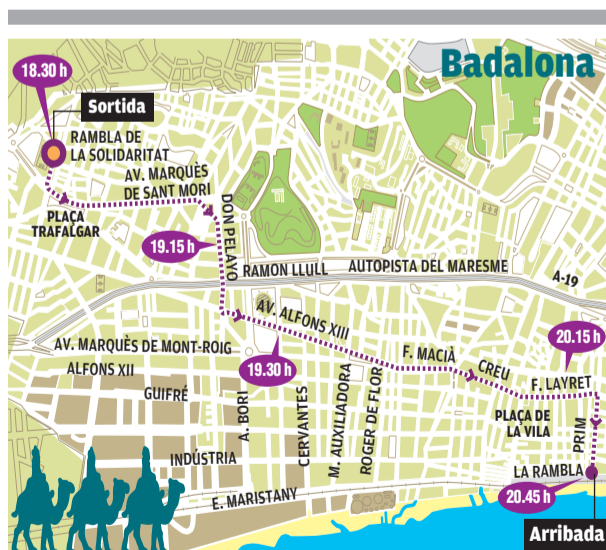 Badalona
18.30 h
Sortida
RAMBLA DE
LA SOLIDARITAT
AV. MARQUÈS
DE SANT MORI
PLAÇA
TRAFALGAR
DON PELAYO
19.15 h
RAMON LLULL
AUTOPISTA DEL MARESME
A-19
AV. ALFONS XIII
20.15 h
AV. MARQUÈS DE MONT-ROIG
F. MACIÀ
CREU
ALFONS XII
19.30 h
F. LAYRET
GUIFRÉ
A. BORI
CERVANTES
M. AUXILIADORA
ROGER DE FLOR
PLAÇA DE
LA VILA
PRIM
INDÚSTRIA
LA RAMBLA
E. MARISTANY
20.45 h
Arribada